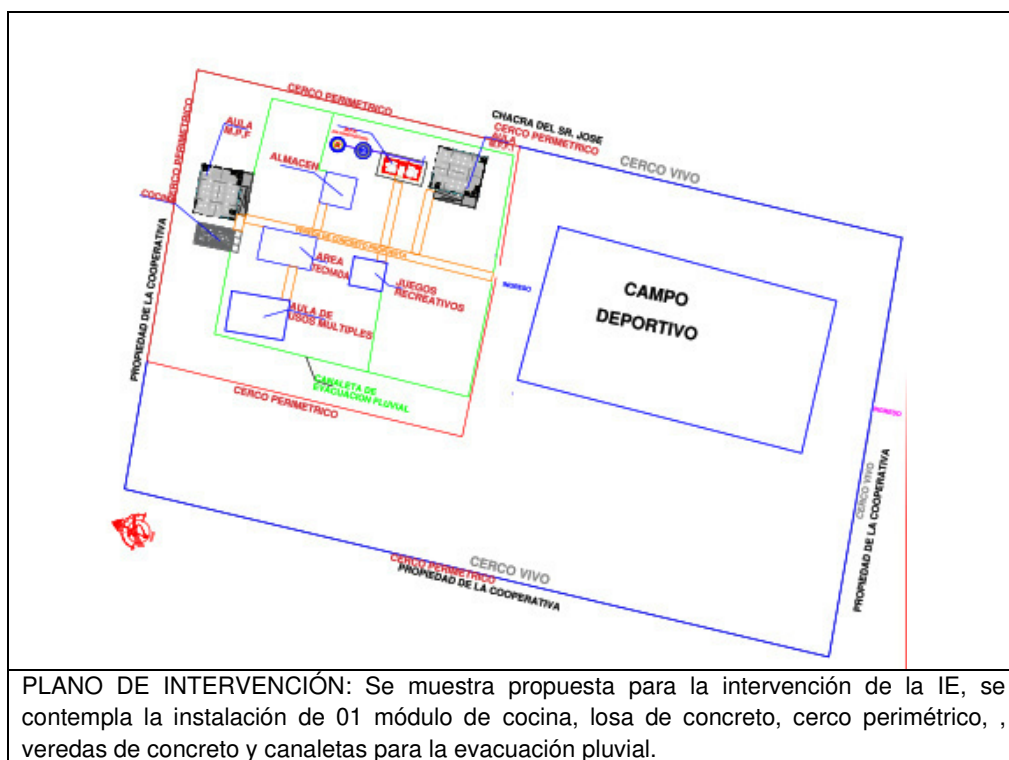 CERCO PERIMETRICO
CERCO PERIMETRICO
AULA
M.P.F
ALMACEN
COCINA
CHACRA DEL SR. JOSE
CERCO PERIMETRICO
AULA
CERCO VIVO
AREA
TECHADA
JUEGOS
RECREATIVOS
INGRESO
AULA DE
USOS MULTIPLES
CANALETA DE
EVACUACION PLUVIAL
CERCO PERIMETRICO
PROPIEDAD DE LA COOPERATIVA
CAMPO
DEPORTIVO
INGRESO
CERCO VIVO
PROPIEDAD DE LA COOPERATIVA
CERCO VIVO
CERCO PERIMETRICO
PROPIEDAD DE LA COOPERATIVA
PLANO DE INTERVENCIÓN: Se muestra propuesta para la intervención de la IE, se
contempla la instalación de 01 módulo de cocina, losa de concreto, cerco perimétrico, ,
veredas de concreto y canaletas para la evacuación pluvial.